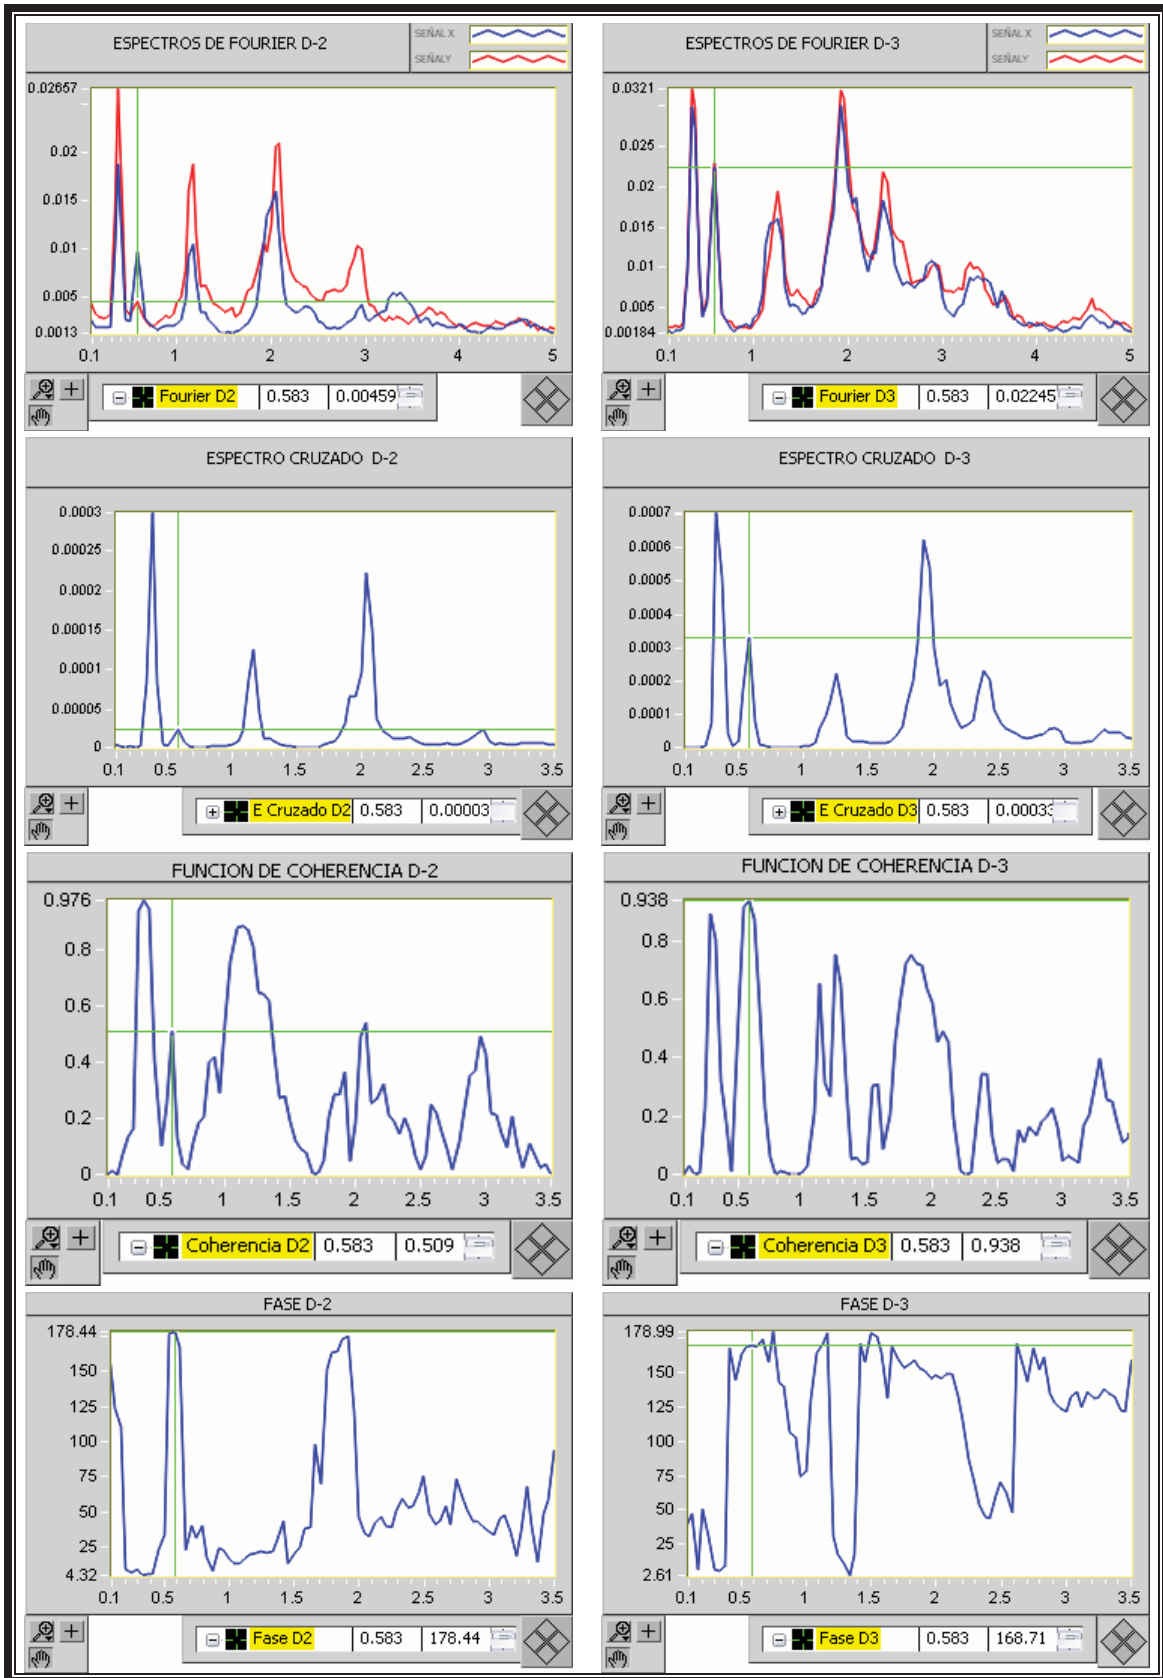 ESPECTROS DE FOURIER D-2
SEÑAL X
SEÑALY
0.02657
0.02
0.015
0.01
0.005
0.0013
0.1 1 2 3 4 5
Fourier D2 0.583 0.00459
ESPECTROS DE FOURIER D-3
SEÑAL X
SEÑALY
0.0321
0.025
0.02
0.015
0.01
0.005
0.00184
0.1 1 2 3 4 5
Fourier D3 0.583 0.02245
ESPECTRO CRUZADO D-2
0.0003
0.00025
0.0002
0.00015
0.0001
0.00005
0
0.1 0.5 1 1.5 2 2.5 3 3.5
E Cruzado D2 0.583 0.00003
ESPECTRO CRUZADO D-3
0.0007
0.0006
0.0005
0.0004
0.0003
0.0002
0.0001
0
0.1 0.5 1 1.5 2 2.5 3 3.5
E Cruzado D3 0.583 0.00033
FUNCION DE COHERENCIA D-2
0.976
0.8
0.6
0.4
0.2
0
0.1 0.5 1 1.5 2 2.5 3 3.5
Coherencia D2 0.583 0.509
FUNCION DE COHERENCIA D-3
0.938
0.8
0.6
0.4
0.2
0
0.1 0.5 1 1.5 2 2.5 3 3.5
Coherencia D3 0.583 0.938
FASE D-2
178.44
150
125
100
75
50
25
4.32
0.1 0.5 1 1.5 2 2.5 3 3.5
Fase D2 0.583 178.44
FASE D-3
178.99
150
125
100
75
50
25
2.61
0.1 0.5 1 1.5 2 2.5 3 3.5
Fase D3 0.583 168.71